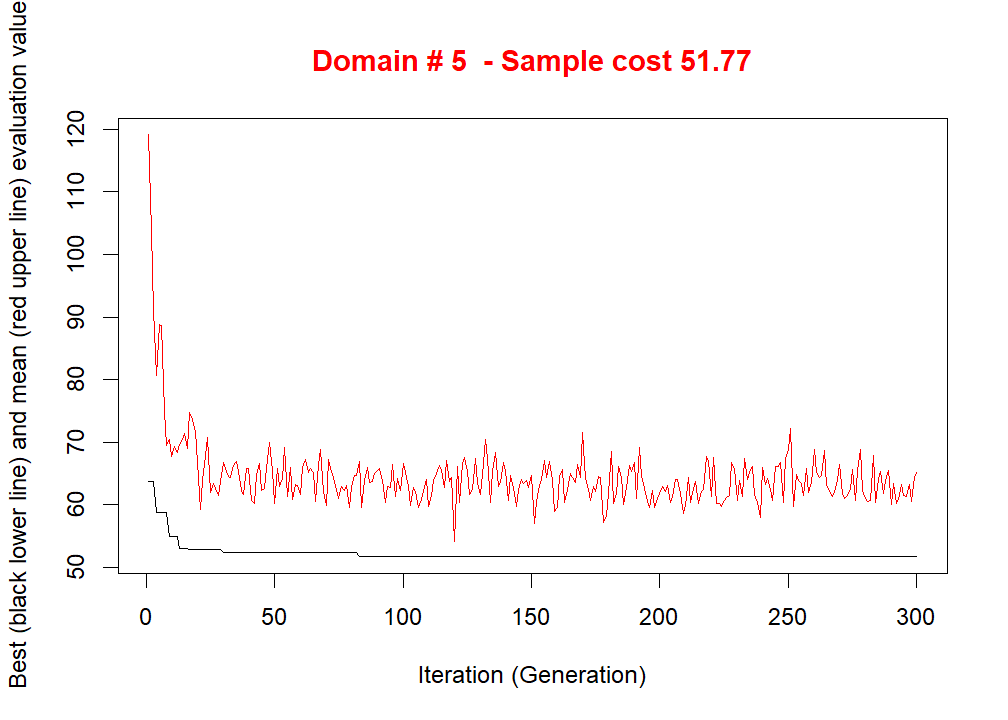 Domain # 5  - Sample cost 51.77
Best (black lower line) and mean (red upper line) evaluation value
120
110
100
90
80
70
60
50
0 50 100 150 200 250 300
Iteration (Generation)